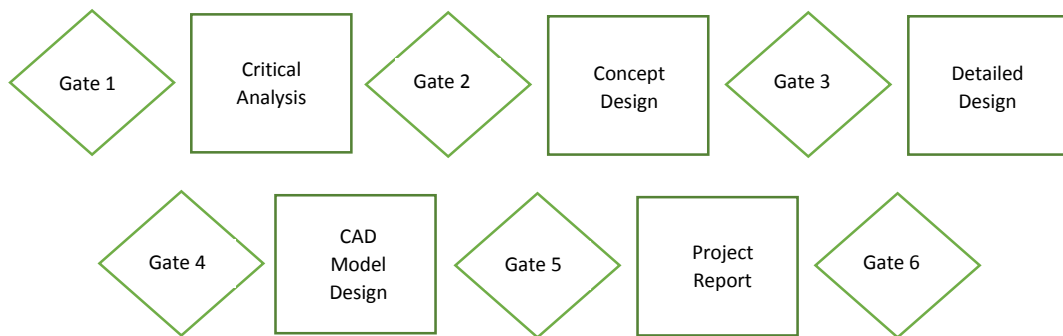 Gate 1
Critical
Analysis
Gate 2
Concept
Design
Gate 3
Detailed
Design
Gate 4
CAD
Model
Design
Gate 5
Project
Report
Gate 6